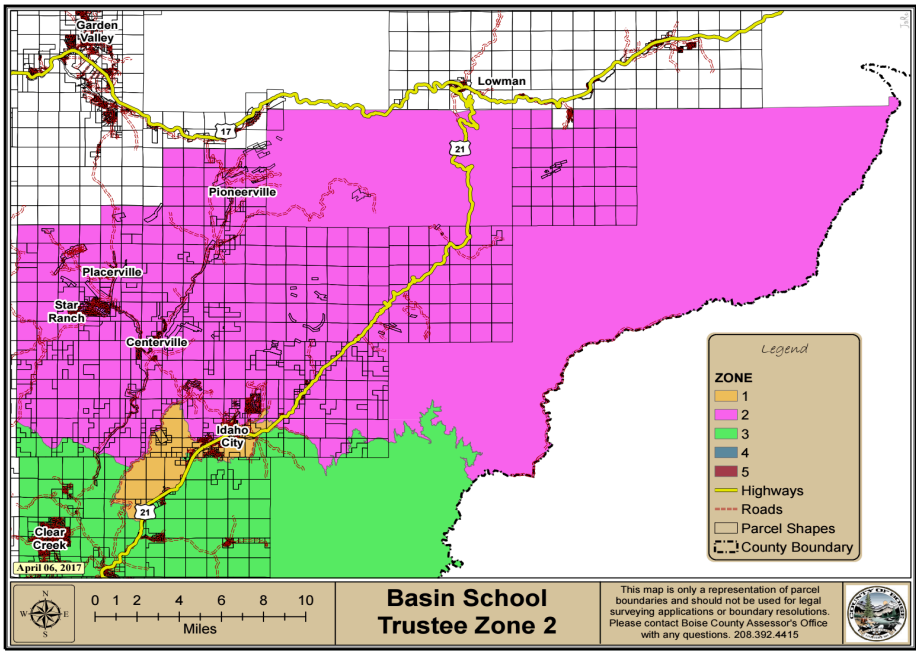 Garden
Valley
Lowman
17
21
Pioneerville
Placerville
Star
Ranch
Centerville
Idaho
City
21
Clear
Creek
April 06, 2017
Legend
ZONE
1
2
3
4
5
Highways
Roads
Parcel Shapes
County Boundary
N
W E
S
0 1 2 4 6 8 10
Miles
Basin School
Trustee Zone 2
This map is only a representation of parcel
boundaries and should not be used for legal
surveying applications or boundary resolutions.
Please contact Boise County Assessor's Office
with any questions. 208.392.4415
COUNTY OF BOISE